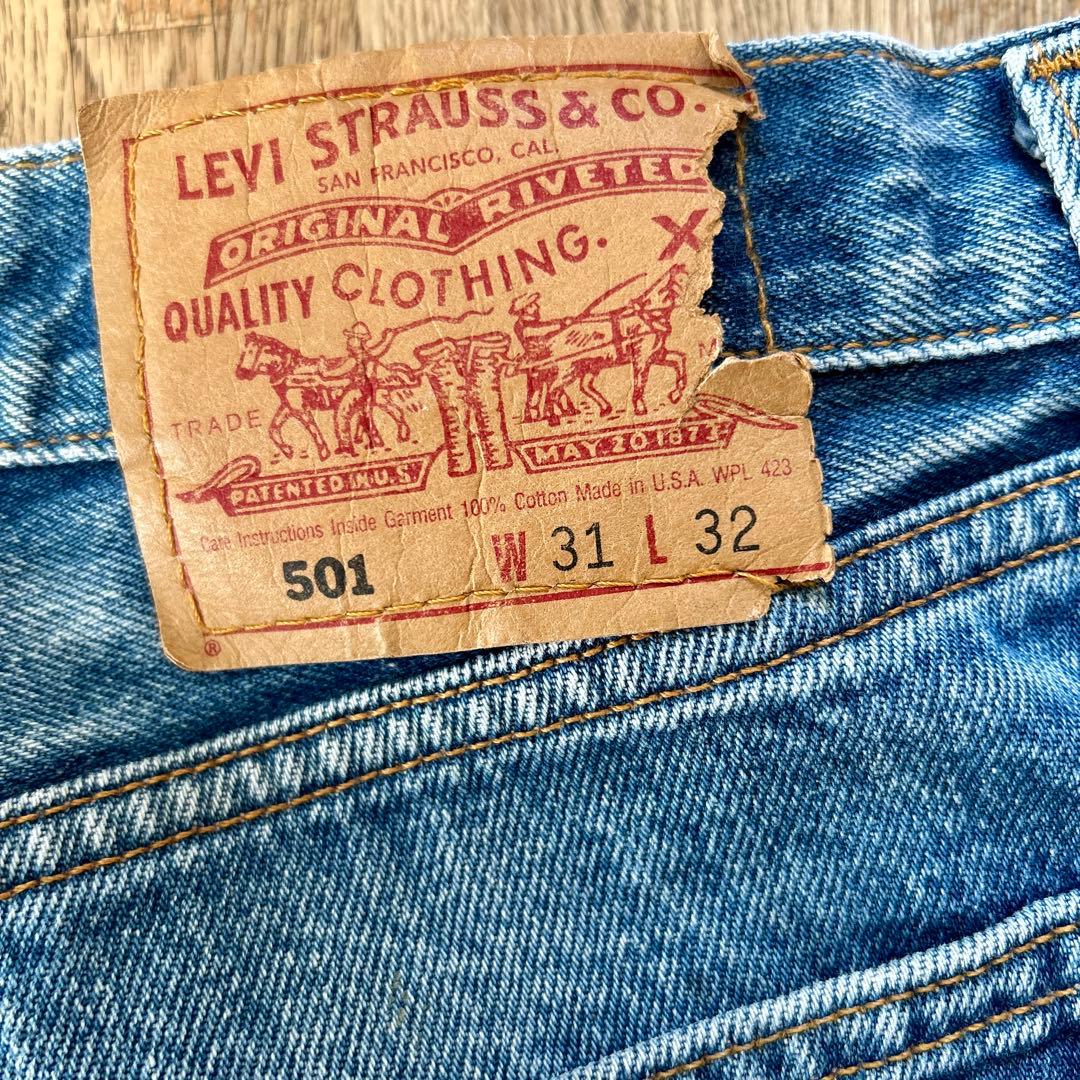 LEVI STRAUSS & CO.
SAN FRANCISCO, CAL.
ORIGINAL RIVETED
QUALITY CLOTHING. X
TRADE M
PATENTED IN U.S. MAY 20 1873
Care Instructions Inside Garment 100% Cotton Made in U.S.A. WPL 423
501 W 31 L 32
®